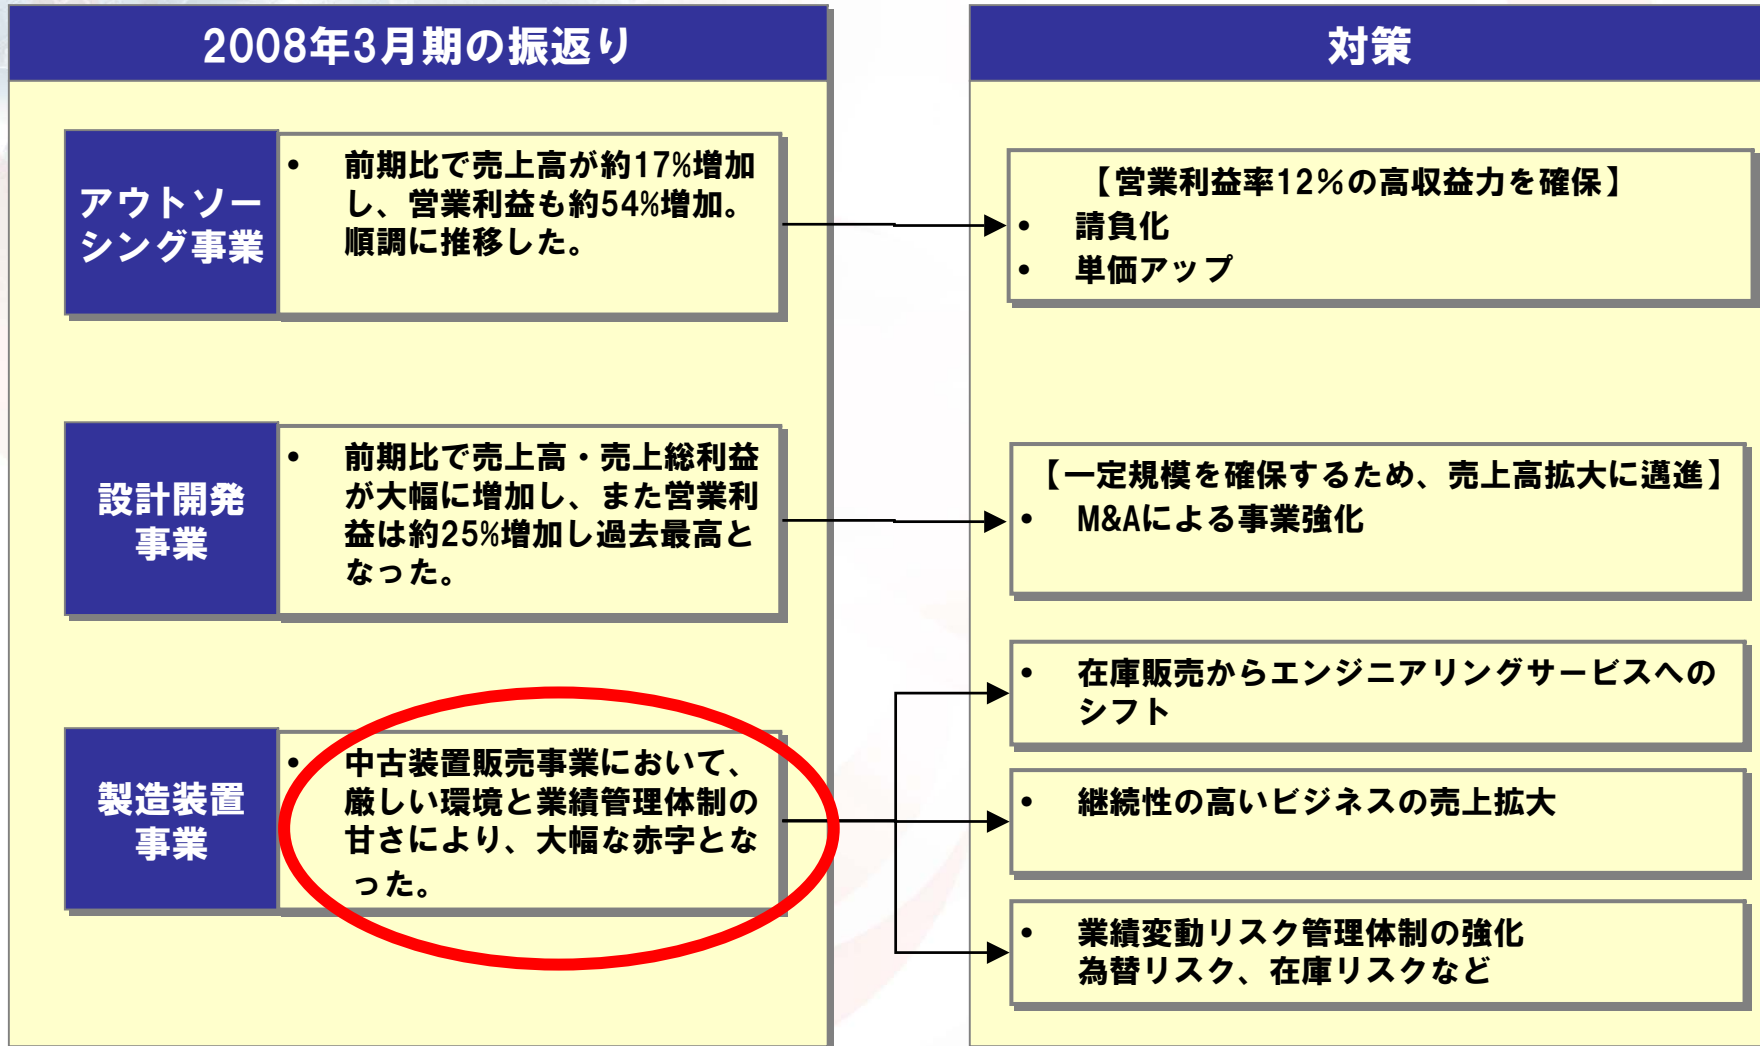 2008年3月期の振返り
アウトソー
シング事業
• 前期比で売上高が約17%増加
し、営業利益も約54%増加。
順調に推移した。
設計開発
事業
• 前期比で売上高・売上総利益
が大幅に増加し、また営業利
益は約25%増加し過去最高と
なった。
製造装置
事業
• 中古装置販売事業において、
厳しい環境と業績管理体制の
甘さにより、大幅な赤字とな
った。
対策
【営業利益率12%の高収益力を確保】
• 請負化
• 単価アップ
【一定規模を確保するため、売上高拡大に邁進】
• M&Aによる事業強化
• 在庫販売からエンジニアリングサービスへの
シフト
• 継続性の高いビジネスの売上拡大
• 業績変動リスク管理体制の強化
為替リスク、在庫リスクなど